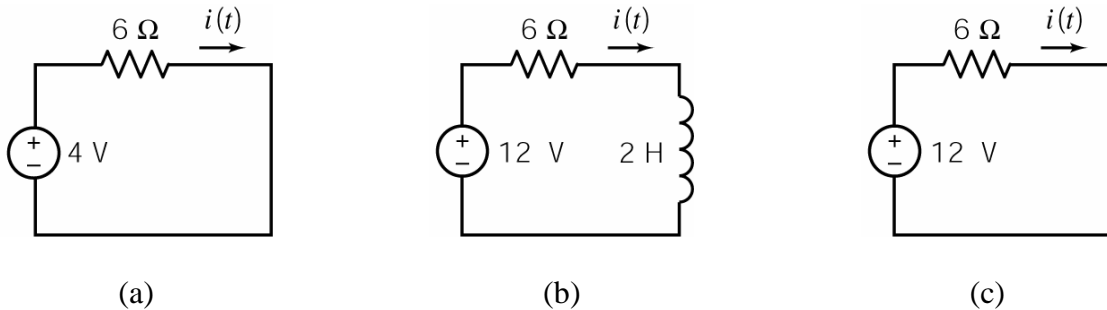 6 Ω
i(t)
+
−
4 V
(a)
6 Ω
i(t)
+
−
12 V
2 H
(b)
6 Ω
i(t)
+
−
12 V
(c)